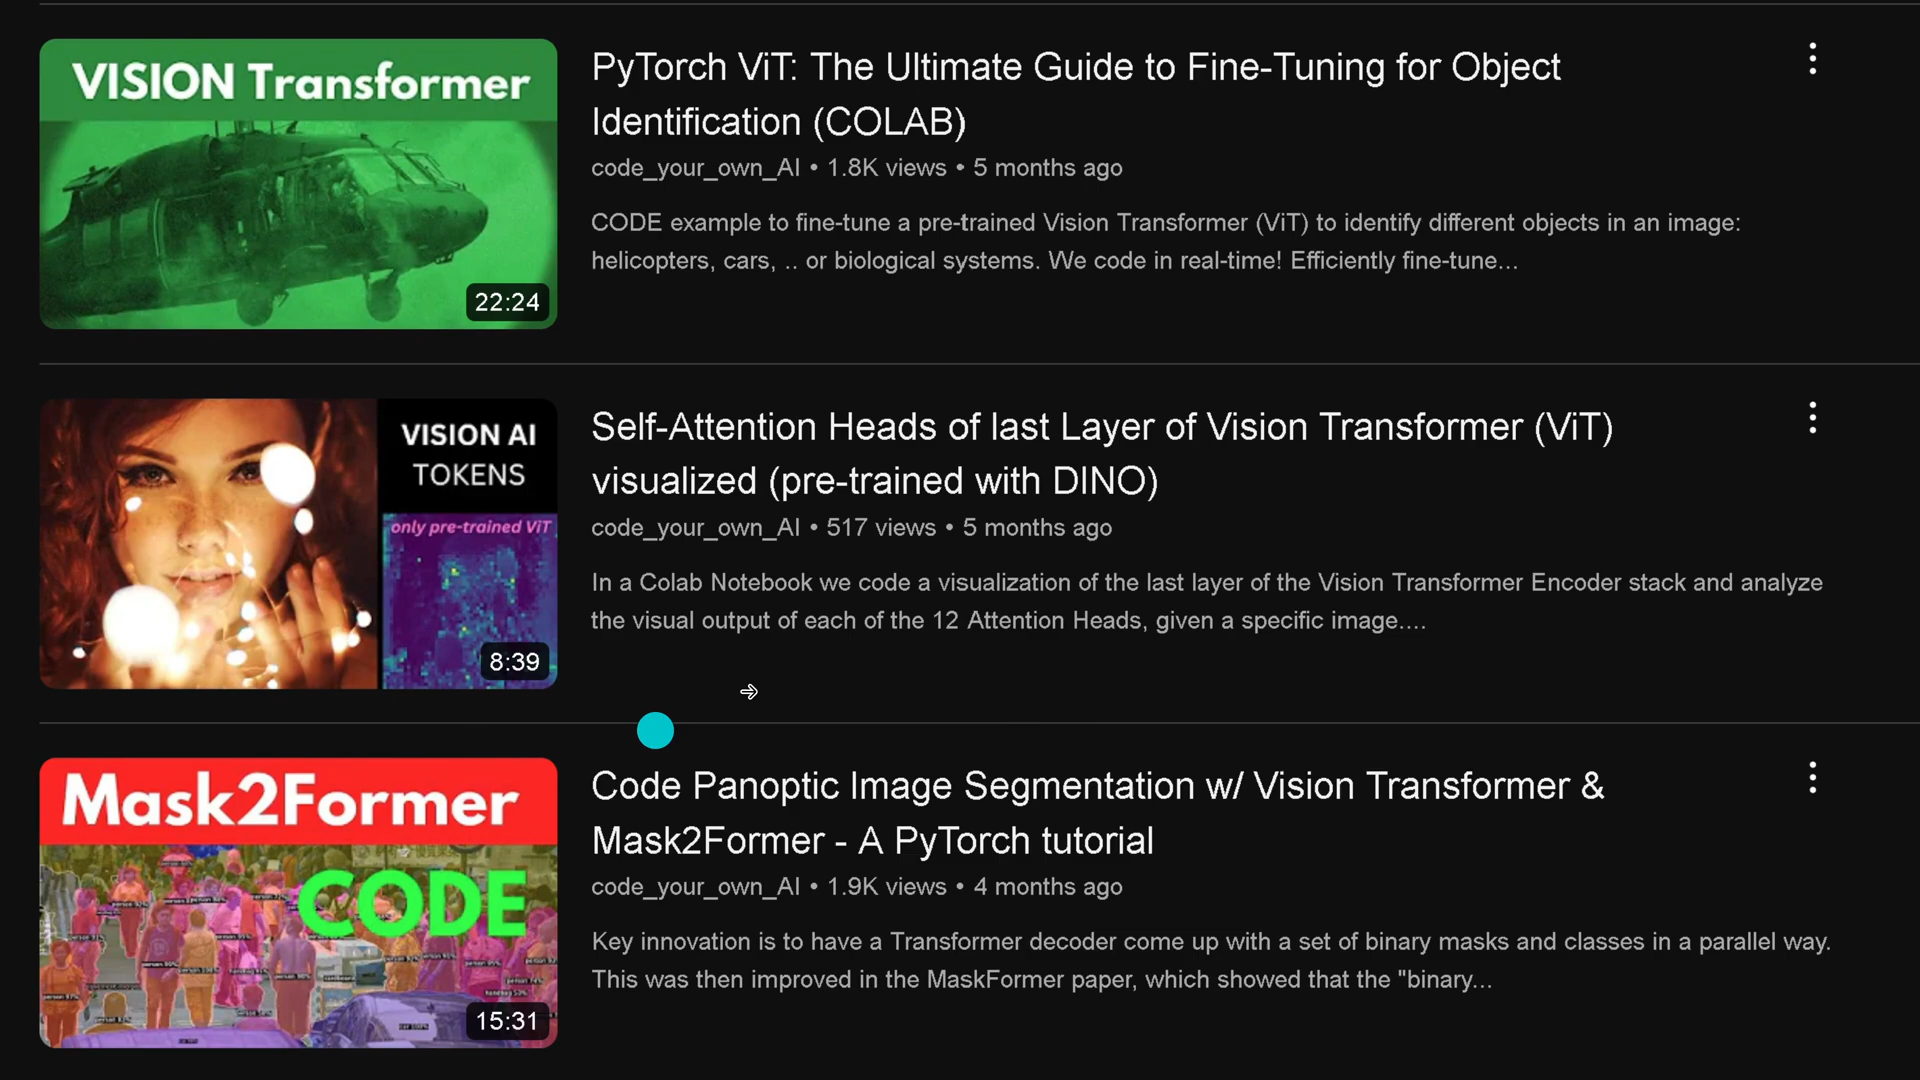 VISION Transformer
22:24
PyTorch ViT: The Ultimate Guide to Fine-Tuning for Object
Identification (COLAB)
code_your_own_AI • 1.8K views • 5 months ago
CODE example to fine-tune a pre-trained Vision Transformer (ViT) to identify different objects in an image:
helicopters, cars, .. or biological systems. We code in real-time! Efficiently fine-tune...
VISION AI
TOKENS
only pre-trained ViT
8:39
Self-Attention Heads of last Layer of Vision Transformer (ViT)
visualized (pre-trained with DINO)
code_your_own_AI • 517 views • 5 months ago
In a Colab Notebook we code a visualization of the last layer of the Vision Transformer Encoder stack and analyze
the visual output of each of the 12 Attention Heads, given a specific image....
Mask2Former
CODE
15:31
Code Panoptic Image Segmentation w/ Vision Transformer &
Mask2Former - A PyTorch tutorial
code_your_own_AI • 1.9K views • 4 months ago
Key innovation is to have a Transformer decoder come up with a set of binary masks and classes in a parallel way.
This was then improved in the MaskFormer paper, which showed that the "binary...